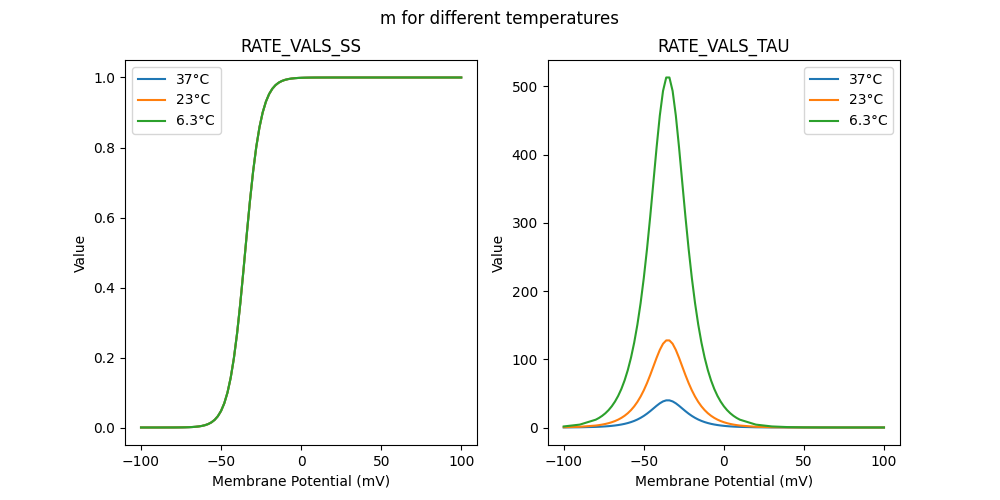 m for different temperatures
RATE_VALS_SS
37°C
23°C
6.3°C
1.0
0.8
0.6
0.4
0.2
0.0
Value
−100
−50
0
50
100
Membrane Potential (mV)
RATE_VALS_TAU
37°C
23°C
6.3°C
500
400
300
200
100
0
Value
−100
−50
0
50
100
Membrane Potential (mV)